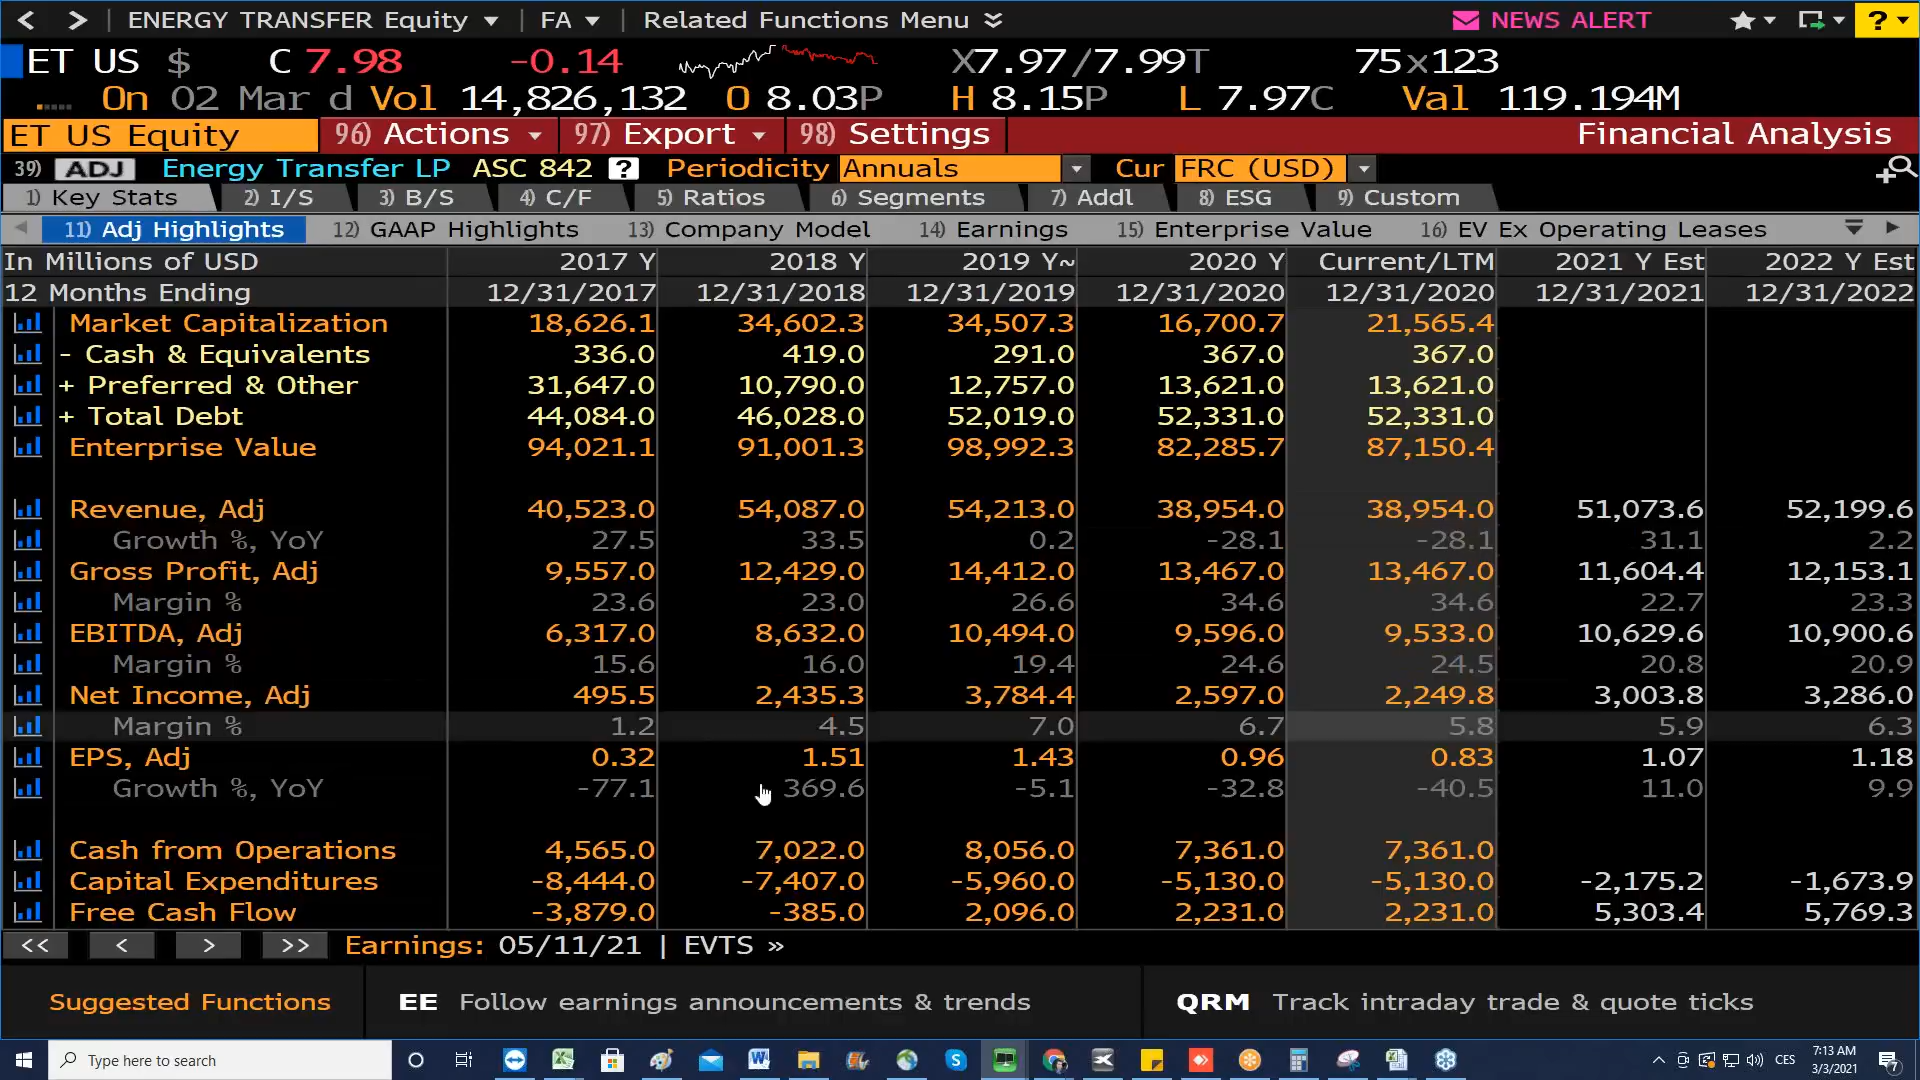 < > ENERGY TRANSFER Equity FA Related Functions Menu NEWS ALERT ?
ET US $ C 7.98 -0.14 X7.97/7.99T 75x123
On 02 Mar d Vol 14,826,132 O 8.03P H 8.15P L 7.97C Val 119.194M
ET US Equity 96) Actions 97) Export 98) Settings Financial Analysis
39) ADJ Energy Transfer LP ASC 842 ? Periodicity Annuals Cur FRC (USD)
1) Key Stats 2) I/S 3) B/S 4) C/F 5) Ratios 6) Segments 7) Addl 8) ESG 9) Custom
11) Adj Highlights 12) GAAP Highlights 13) Company Model 14) Earnings 15) Enterprise Value 16) EV Ex Operating Leases
In Millions of USD 2017 Y 2018 Y 2019 Y~ 2020 Y Current/LTM 2021 Y Est 2022 Y Est
12 Months Ending 12/31/2017 12/31/2018 12/31/2019 12/31/2020 12/31/2020 12/31/2021 12/31/2022
Market Capitalization 18,626.1 34,602.3 34,507.3 16,700.7 21,565.4
- Cash & Equivalents 336.0 419.0 291.0 367.0 367.0
+ Preferred & Other 31,647.0 10,790.0 12,757.0 13,621.0 13,621.0
+ Total Debt 44,084.0 46,028.0 52,019.0 52,331.0 52,331.0
Enterprise Value 94,021.1 91,001.3 98,992.3 82,285.7 87,150.4
Revenue, Adj 40,523.0 54,087.0 54,213.0 38,954.0 38,954.0 51,073.6 52,199.6
Growth %, YoY 27.5 33.5 0.2 -28.1 -28.1 31.1 2.2
Gross Profit, Adj 9,557.0 12,429.0 14,412.0 13,467.0 13,467.0 11,604.4 12,153.1
Margin % 23.6 23.0 26.6 34.6 34.6 22.7 23.3
EBITDA, Adj 6,317.0 8,632.0 10,494.0 9,596.0 9,533.0 10,629.6 10,900.6
Margin % 15.6 16.0 19.4 24.6 24.5 20.8 20.9
Net Income, Adj 495.5 2,435.3 3,784.4 2,597.0 2,249.8 3,003.8 3,286.0
Margin % 1.2 4.5 7.0 6.7 5.8 5.9 6.3
EPS, Adj 0.32 1.51 1.43 0.96 0.83 1.07 1.18
Growth %, YoY -77.1 369.6 -5.1 -32.8 -40.5 11.0 9.9
Cash from Operations 4,565.0 7,022.0 8,056.0 7,361.0 7,361.0
Capital Expenditures -8,444.0 -7,407.0 -5,960.0 -5,130.0 -5,130.0 -2,175.2 -1,673.9
Free Cash Flow -3,879.0 -385.0 2,096.0 2,231.0 2,231.0 5,303.4 5,769.3
<< < > >> Earnings: 05/11/21 | EVTS »
Suggested Functions EE Follow earnings announcements & trends QRM Track intraday trade & quote ticks
Type here to search CES 7:13 AM
3/3/2021